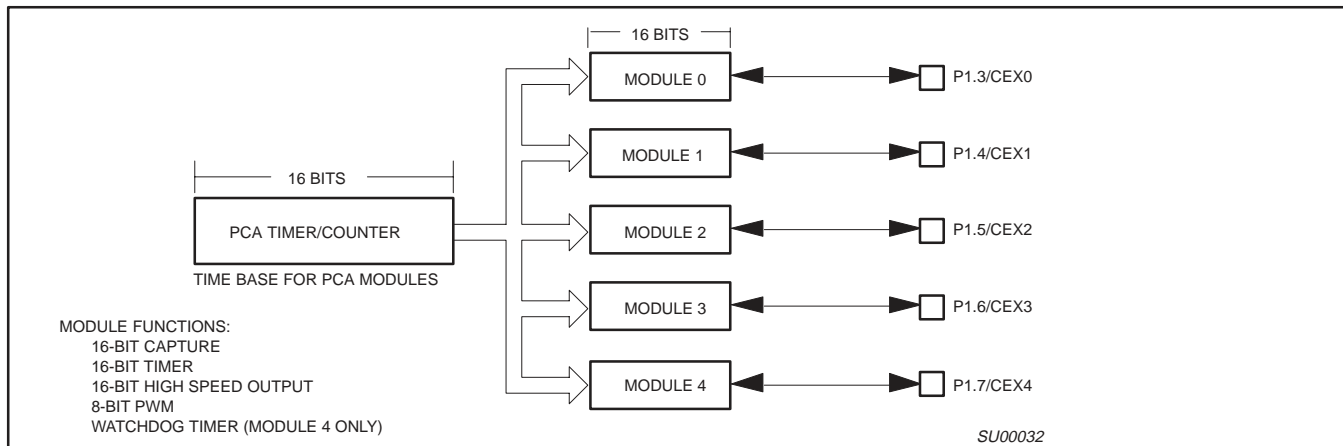 16 BITS
MODULE 0
P1.3/CEX0
MODULE 1
P1.4/CEX1
16 BITS
PCA TIMER/COUNTER
MODULE 2
P1.5/CEX2
TIME BASE FOR PCA MODULES
MODULE 3
P1.6/CEX3
MODULE FUNCTIONS:
16-BIT CAPTURE
16-BIT TIMER
16-BIT HIGH SPEED OUTPUT
8-BIT PWM
WATCHDOG TIMER (MODULE 4 ONLY)
MODULE 4
P1.7/CEX4
SU00032